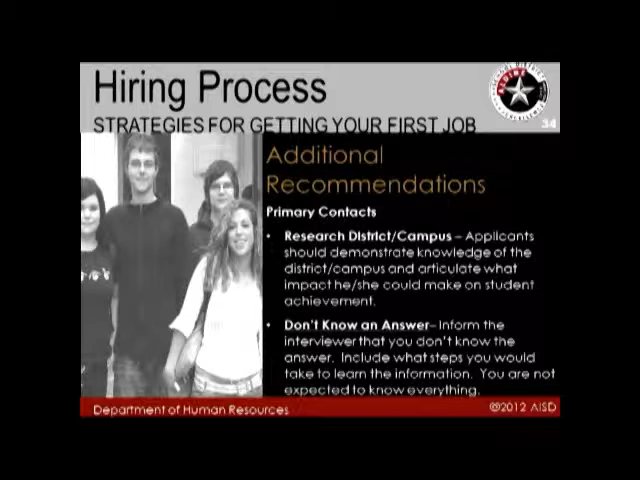 Hiring Process
STRATEGIES FOR GETTING YOUR FIRST JOB
ALDINE
34
Additional
Recommendations
Primary Contacts
• Research District/Campus – Applicants
should demonstrate knowledge of the
district/campus and articulate what
impact he/she could make on student
achievement.
• Don't Know an Answer– Inform the
interviewer that you don't know the
answer. Include what steps you would
take to learn the information. You are not
expected to know everything.
Department of Human Resources
©2012 AISD